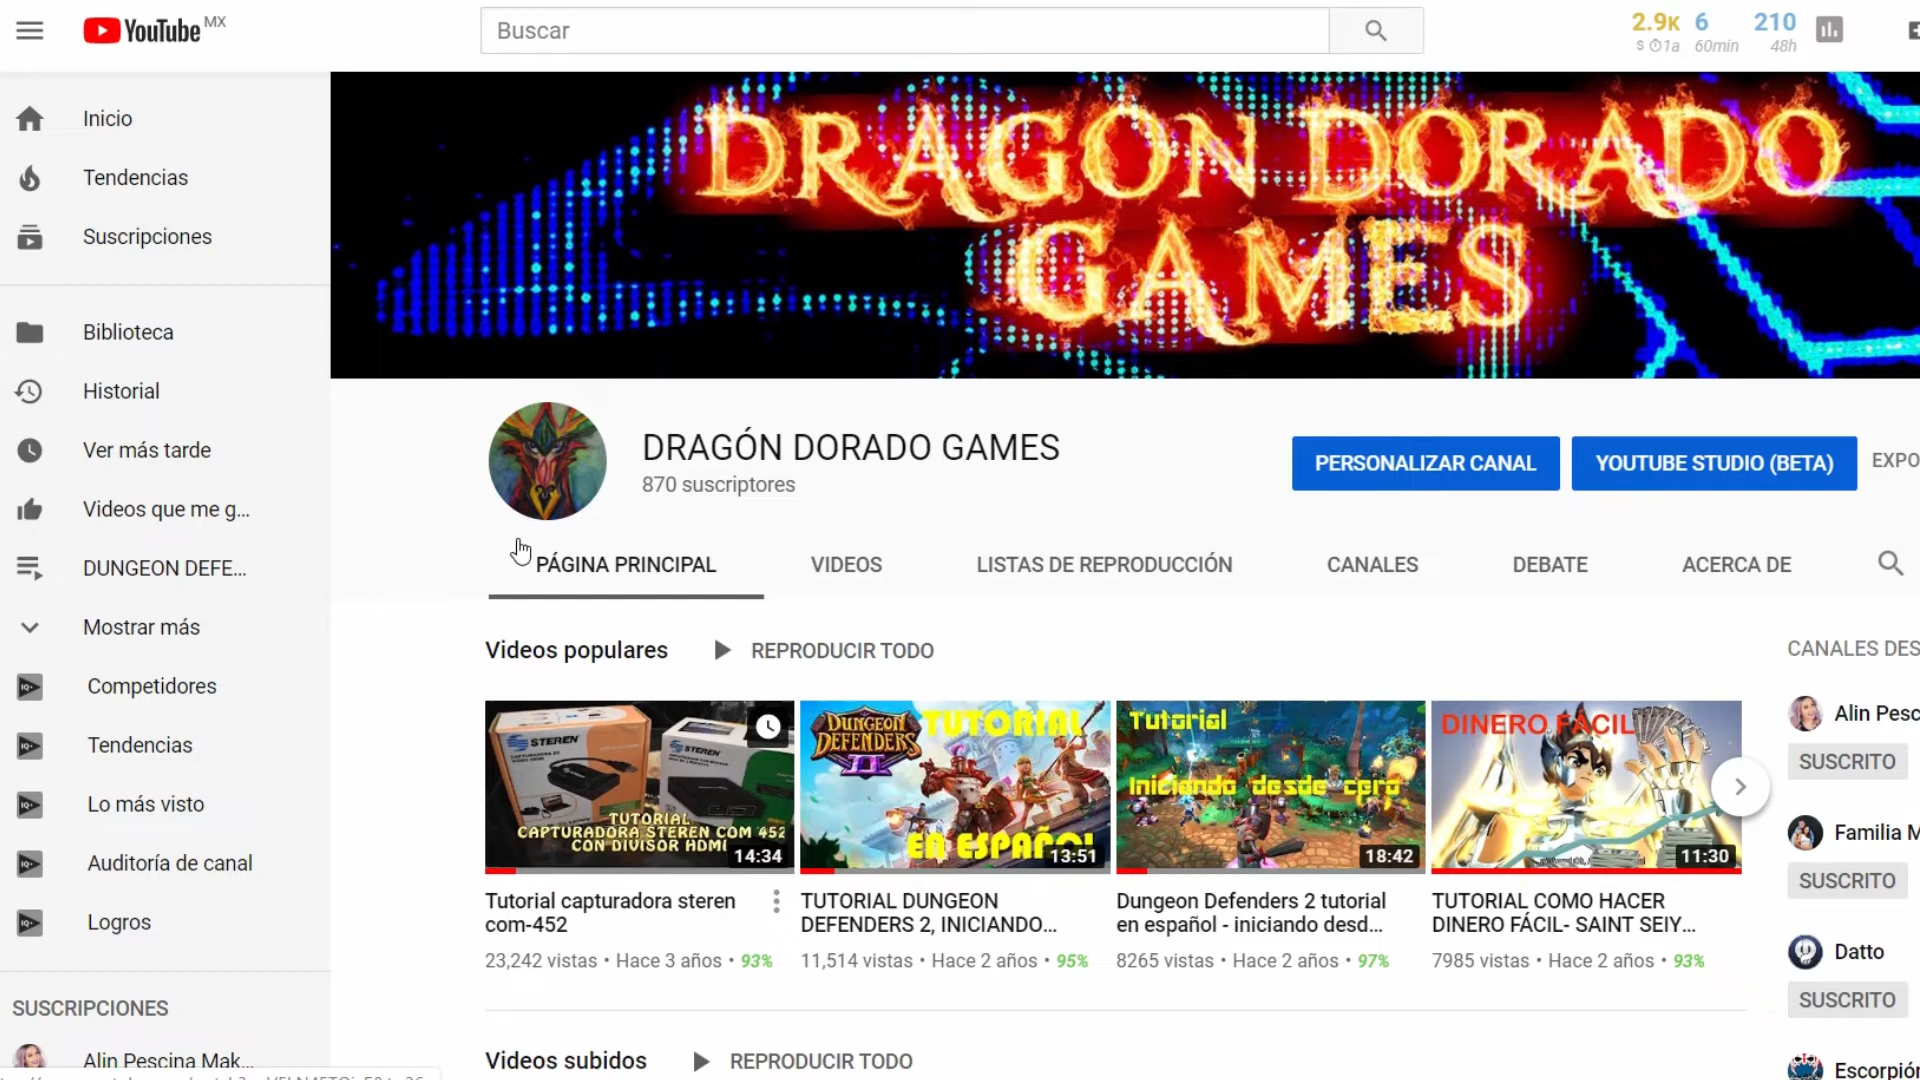 YouTube MX
Buscar
2.9K 6 210
$ 1a 60min 48h
Inicio
Tendencias
Suscripciones
Biblioteca
Historial
Ver más tarde
Videos que me g...
DUNGEON DEFE...
Mostrar más
Competidores
Tendencias
Lo más visto
Auditoría de canal
Logros
SUSCRIPCIONES
Alin Pescina Mak...
DRAGON DORADO
GAMES
DRAGÓN DORADO GAMES
870 suscriptores
PERSONALIZAR CANAL
YOUTUBE STUDIO (BETA)
EXPO
PÁGINA PRINCIPAL
VIDEOS
LISTAS DE REPRODUCCIÓN
CANALES
DEBATE
ACERCA DE
Videos populares
REPRODUCIR TODO
STEREN
STEREN
TUTORIAL
CAPTURADORA STEREN COM 452
CON DIVISOR HDMI
14:34
Tutorial capturadora steren
com-452
23,242 vistas • Hace 3 años • 93%
DUNGEON
DEFENDERS
II
TUTORIAL
EN ESPAÑOL
13:51
TUTORIAL DUNGEON
DEFENDERS 2, INICIANDO...
11,514 vistas • Hace 2 años • 95%
Tutorial
Iniciando desde cero
18:42
Dungeon Defenders 2 tutorial
en español - iniciando desd...
8265 vistas • Hace 2 años • 97%
DINERO FACIL
11:30
TUTORIAL COMO HACER
DINERO FÁCIL- SAINT SEIY...
7985 vistas • Hace 2 años • 93%
CANALES DES
Alin Pesc
SUSCRITO
Familia M
SUSCRITO
Datto
SUSCRITO
Escorpión
Videos subidos
REPRODUCIR TODO